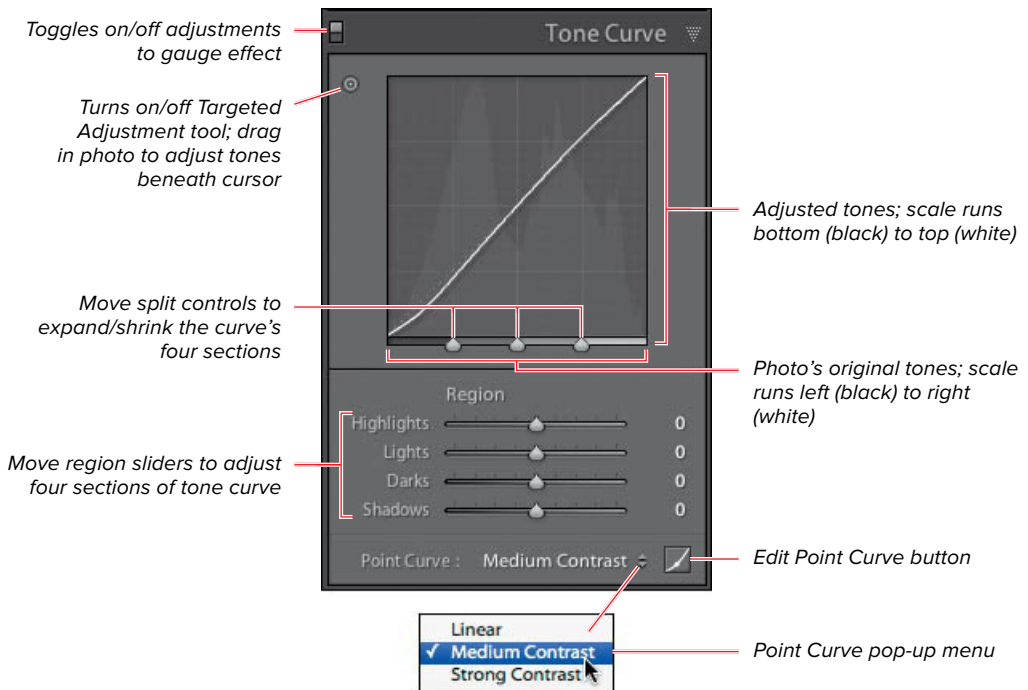 Toggles on/off adjustments
to gauge effect
Tone Curve
Turns on/off Targeted
Adjustment tool; drag
in photo to adjust tones
beneath cursor
Adjusted tones; scale runs
bottom (black) to top (white)
Move split controls to
expand/shrink the curve's
four sections
Photo's original tones; scale
runs left (black) to right
(white)
Region
Highlights 0
Lights 0
Darks 0
Shadows 0
Move region sliders to adjust
four sections of tone curve
Point Curve : Medium Contrast
Edit Point Curve button
Linear
✓ Medium Contrast
Strong Contrast
Point Curve pop-up menu